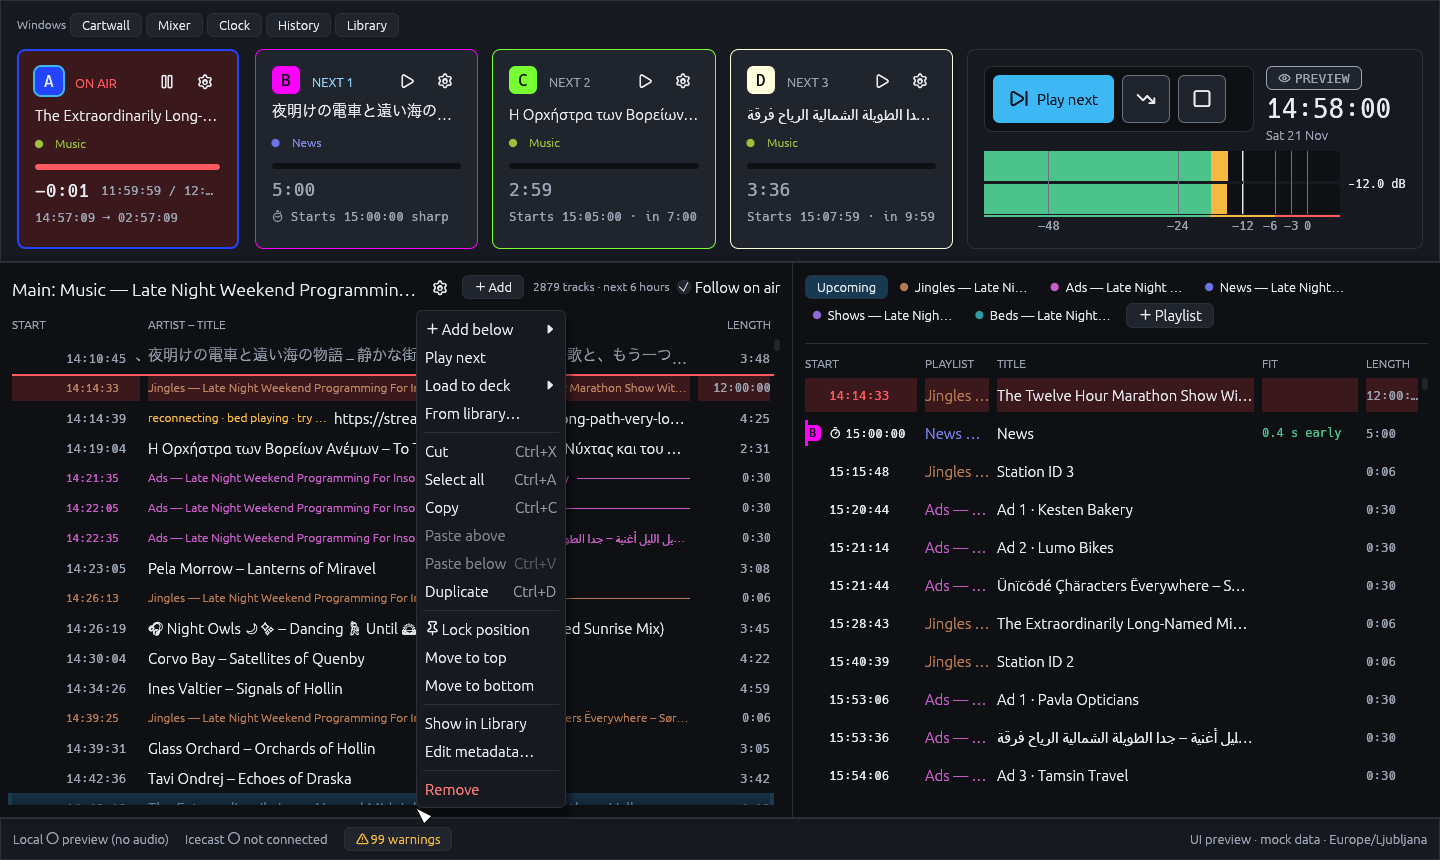 Windows Cartwall Mixer Clock History Library
A ON AIR
The Extraordinarily Long-…
Music
−0:01 11:59:59 / 12:…
14:57:09 → 02:57:09
B NEXT 1
夜明けの電車と遠い海の…
News
5:00
Starts 15:00:00 sharp
C NEXT 2
Η Ορχήστρα των Βορείων…
Music
2:59
Starts 15:05:00 · in 7:00
D NEXT 3
جدا الطويلة الشمالية الرياح فرقة…
Music
3:36
Starts 15:07:59 · in 9:59
Play next
PREVIEW
14:58:00
Sat 21 Nov
-12.0 dB
−48 −24 −12 −6 −3 0
Main: Music — Late Night Weekend Programmin… + Add 2879 tracks · next 6 hours Follow on air
START ARTIST – TITLE LENGTH
14:10:45 夜明けの電車と遠い海の物語 – 静かな街 歌と、もう一つ… 3:48
14:14:33 Jingles — Late Night Weekend Programming For In Marathon Show Wit… 12:00:00
14:14:39 reconnecting · bed playing · try … https://strea ong-path-very-lo… 4:25
14:19:04 Η Ορχήστρα των Βορείων Ανέμων – Το Τ Νύχτας και του … 2:31
14:21:35 Ads — Late Night Weekend Programming For Inso 0:30
14:22:05 Ads — Late Night Weekend Programming For Inso 0:30
14:22:35 Ads — Late Night Weekend Programming For Inso ليل الليل أغنية – جدا الطو… 0:30
14:23:05 Pela Morrow – Lanterns of Miravel 3:08
14:26:13 Jingles — Late Night Weekend Programming For In 0:06
14:26:19 🎧 Night Owls 🌙✨ – Dancing 💃 Until 🌅 ed Sunrise Mix) 3:45
14:30:04 Corvo Bay – Satellites of Quenby 4:22
14:34:26 Ines Valtier – Signals of Hollin 4:59
14:39:25 Jingles — Late Night Weekend Programming For In ers Ëverywhere – Sør… 0:06
14:39:31 Glass Orchard – Orchards of Hollin 3:05
14:42:36 Tavi Ondrej – Echoes of Draska 3:42
+ Add below
Play next
Load to deck
From library…
Cut Ctrl+X
Select all Ctrl+A
Copy Ctrl+C
Paste above
Paste below Ctrl+V
Duplicate Ctrl+D
Lock position
Move to top
Move to bottom
Show in Library
Edit metadata…
Remove
Upcoming Jingles — Late Ni… Ads — Late Night … News — Late Night…
Shows — Late Nigh… Beds — Late Night… + Playlist
START PLAYLIST TITLE FIT LENGTH
14:14:33 Jingles … The Twelve Hour Marathon Show Wi… 12:00:…
B 15:00:00 News … News 0.4 s early 5:00
15:15:48 Jingles … Station ID 3 0:06
15:20:44 Ads — … Ad 1 · Kesten Bakery 0:30
15:21:14 Ads — … Ad 2 · Lumo Bikes 0:30
15:21:44 Ads — … Ünïcödé Çhäracters Ëverywhere – S… 0:30
15:28:43 Jingles … The Extraordinarily Long-Named Mi… 0:06
15:40:39 Jingles … Station ID 2 0:06
15:53:06 Ads — … Ad 1 · Pavla Opticians 0:30
15:53:36 Ads — … ليل أغنية – جدا الطويلة الشمالية الرياح فرقة… 0:30
15:54:06 Ads — … Ad 3 · Tamsin Travel 0:30
Local preview (no audio) Icecast not connected 99 warnings UI preview · mock data · Europe/Ljubljana